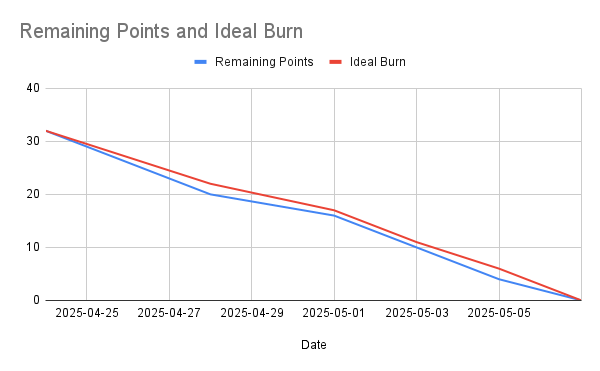 Remaining Points and Ideal Burn
Remaining Points Ideal Burn
40
30
20
10
0
2025-04-25 2025-04-27 2025-04-29 2025-05-01 2025-05-03 2025-05-05
Date